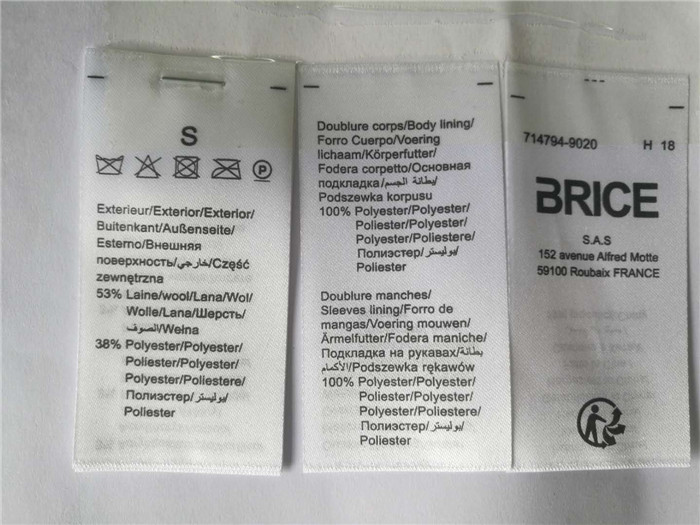 S
P
Exterieur/Exterior/Exterior/
Buitenkant/Außenseite/
Esterno/Внешняя
поверхность/خارجي/Część
zewnętrzna
53% Laine/wool/Lana/Wol/
Wolle/Lana/Шерсть/
الصوف/Wełna
38% Polyester/Polyester/
Poliester/Polyester/
Polyester/Poliestere/
Полиэстер/بوليستر/
Poliester
Doublure corps/Body lining/
Forro Cuerpo/Voering
lichaam/Körperfutter/
Fodera corpetto/Основная
подкладка/بطانة الجسم/
Podszewka korpusu
100% Polyester/Polyester/
Poliester/Polyester/
Polyester/Poliestere/
Полиэстер/بوليستر/
Poliester
Doublure manches/
Sleeves lining/Forro de
mangas/Voering mouwen/
Ärmelfutter/Fodera maniche/
Подкладка на рукавах/بطانة
الأكمام/Podszewka rękawów
100% Polyester/Polyester/
Poliester/Polyester/
Polyester/Poliestere/
Полиэстер/بوليستر/
Poliester
714794-9020 H 18
BRICE
S.A.S
152 avenue Alfred Motte
59100 Roubaix FRANCE